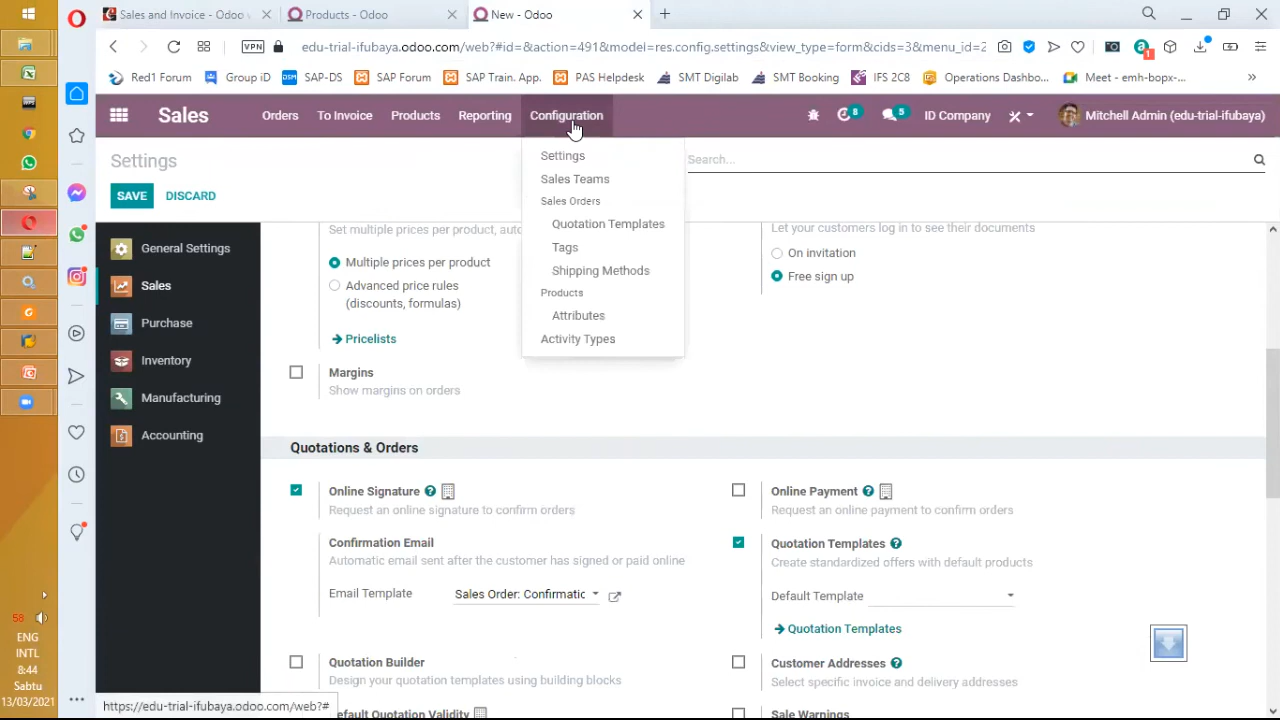 Sales and Invoice - Odoo
Products - Odoo
New - Odoo
VPN
edu-trial-ifubaya.odoo.com/web?#id=&action=491&model=res.config.settings&view_type=form&cids=3&menu_id=2
1
Red1 Forum
Group iD
SAP-DS
SAP Forum
SAP Train. App.
PAS Helpdesk
SMT Digilab
SMT Booking
IFS 2C8
Operations Dashbo...
Meet - emh-bopx-...
»
Sales
Orders
To Invoice
Products
Reporting
Configuration
8
5
ID Company
Mitchell Admin (edu-trial-ifubaya)
Settings
Search...
SAVE
DISCARD
Settings
Sales Teams
Sales Orders
Quotation Templates
Tags
Shipping Methods
Products
Attributes
Activity Types
General Settings
Sales
Purchase
Inventory
Manufacturing
Accounting
Set multiple prices per product, auto
Multiple prices per product
Advanced price rules
(discounts, formulas)
Pricelists
Let your customers log in to see their documents
On invitation
Free sign up
Margins
Show margins on orders
Quotations & Orders
Online Signature
Request an online signature to confirm orders
Online Payment
Request an online payment to confirm orders
Confirmation Email
Automatic email sent after the customer has signed or paid online
Email Template
Sales Order: Confirmatic
Quotation Templates
Create standardized offers with default products
Default Template
Quotation Templates
Quotation Builder
Design your quotation templates using building blocks
Customer Addresses
Select specific invoice and delivery addresses
Default Quotation Validity
Sale Warnings
58
ENG
INTL
8:44
Sabtu
13/03/2021
https://edu-trial-ifubaya.odoo.com/web?#